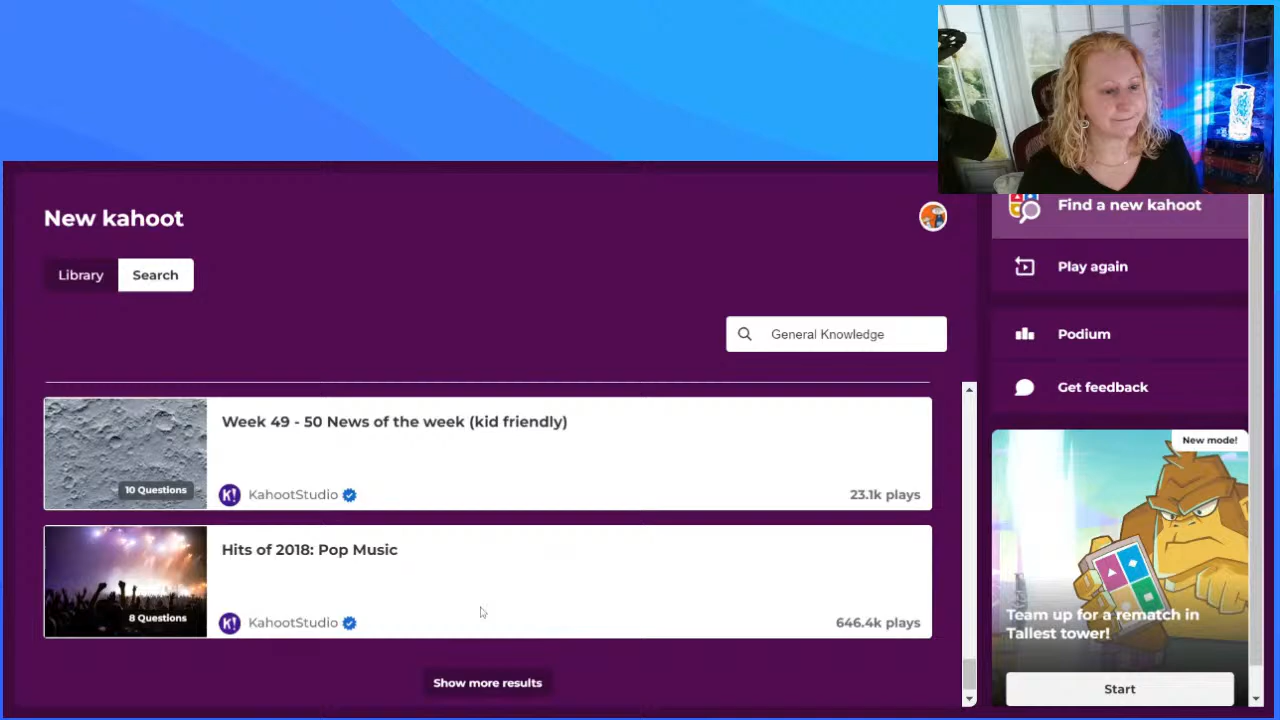 New kahoot
Library
Search
General Knowledge
Week 49 - 50 News of the week (kid friendly)
10 Questions
K! KahootStudio
23.1k plays
Hits of 2018: Pop Music
8 Questions
K! KahootStudio
646.4k plays
Show more results
Find a new kahoot
Play again
Podium
Get feedback
New mode!
Team up for a rematch in
Tallest tower!
Start